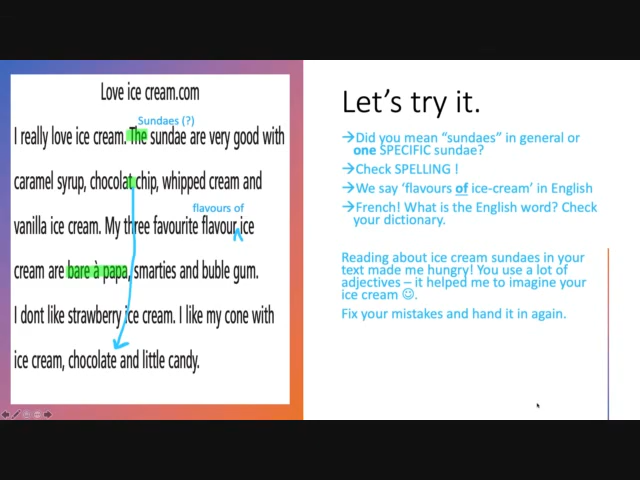 Love ice cream.com
Sundaes (?)
I really love ice cream. The sundae are very good with
caramel syrup, chocolat chip, whipped cream and
flavours of
vanilla ice cream. My three favourite flavour ice
cream are bare à papa, smarties and buble gum.
I dont like strawberry ice cream. I like my cone with
ice cream, chocolate and little candy.
Let's try it.
→Did you mean “sundaes” in general or
one SPECIFIC sundae?
→Check SPELLING !
→We say ‘flavours of ice-cream’ in English
→French! What is the English word? Check
your dictionary.
Reading about ice cream sundaes in your
text made me hungry! You use a lot of
adjectives – it helped me to imagine your
ice cream ☺.
Fix your mistakes and hand it in again.